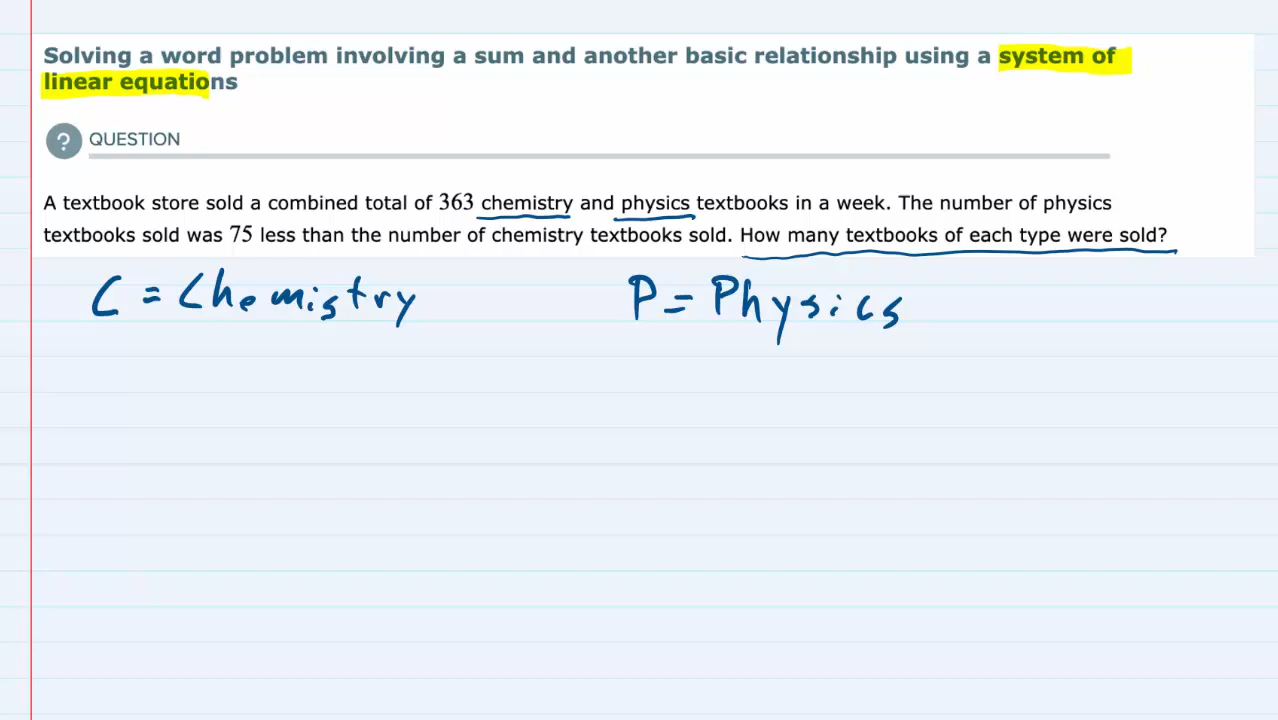 Solving a word problem involving a sum and another basic relationship using a system of
linear equations
? QUESTION
A textbook store sold a combined total of 363 chemistry and physics textbooks in a week. The number of physics
textbooks sold was 75 less than the number of chemistry textbooks sold. How many textbooks of each type were sold?
C = Chemistry P = Physics